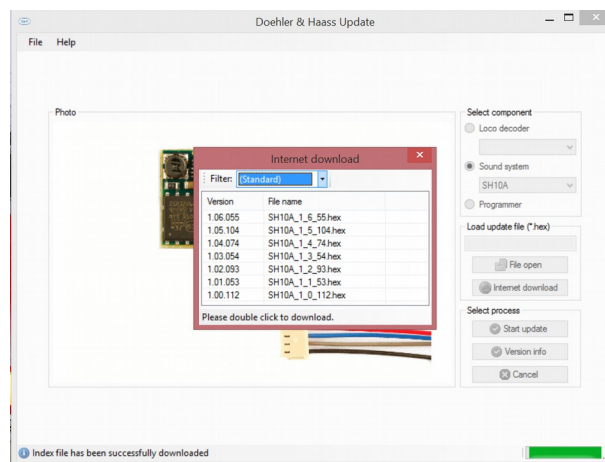 Doehler & Haass Update
File Help
Photo
Internet download
Filter: (Standard)
Version File name
1.06.055 SH10A_1_6_55.hex
1.05.104 SH10A_1_5_104.hex
1.04.074 SH10A_1_4_74.hex
1.03.054 SH10A_1_3_54.hex
1.02.093 SH10A_1_2_93.hex
1.01.053 SH10A_1_1_53.hex
1.00.112 SH10A_1_0_112.hex
Please double click to download.
Select component
Loco decoder
Sound system
SH10A
Programmer
Load update file (*.hex)
File open
Internet download
Select process
Start update
Version info
Cancel
Index file has been successfully downloaded